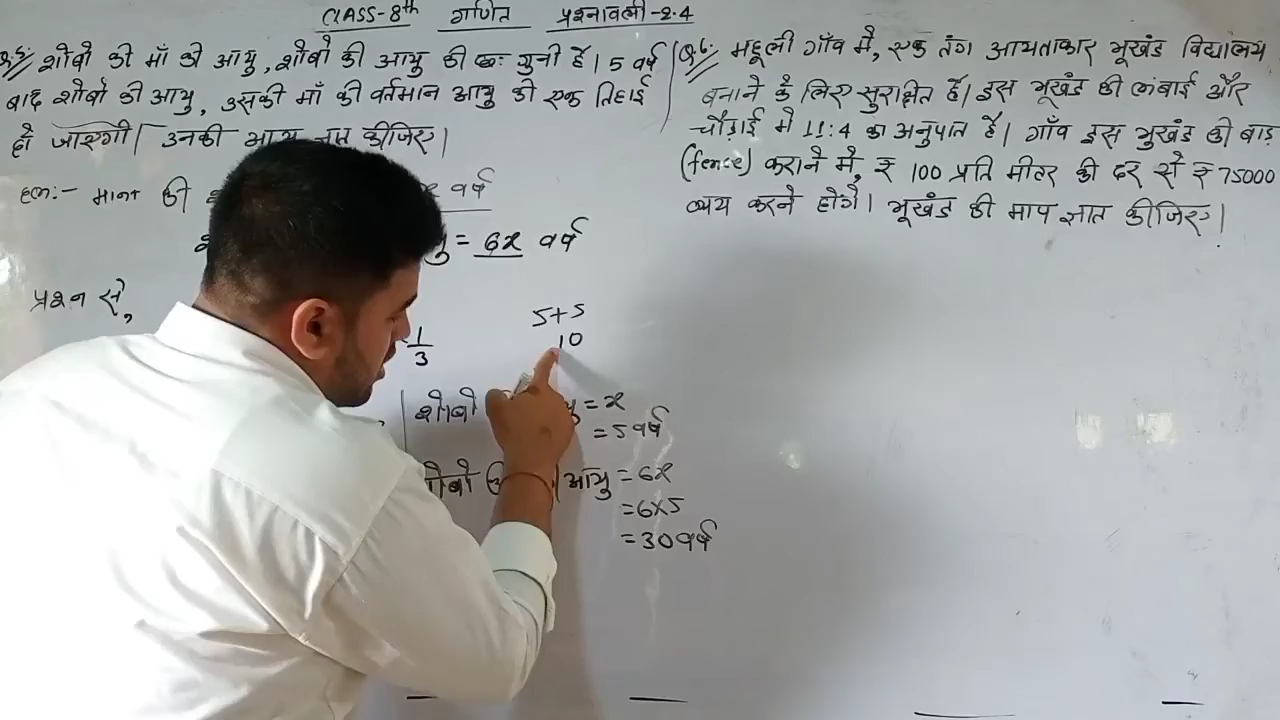 CLASS-8th गणित प्रश्नावली-2.4
Q.5. शोबो की माँ की आयु, शोबो की आयु की छः गुनी है। 5 वर्ष
बाद शोबो की आयु, उसकी माँ की वर्तमान आयु की एक तिहाई
हो जाएगी। उनकी आयु ज्ञात कीजिए।
हल:- माना की
वर्ष
= 6x वर्ष
प्रश्न से,
1/3
5+5
10
शोबो = x
= 5 वर्ष
आयु = 6x
= 6×5
= 30 वर्ष
Q.6. महूली गाँव मे, एक तंग आयताकार भूखंड विद्यालय
बनाने के लिए सुरक्षित है। इस भूखंड की लंबाई और
चौड़ाई मे 11:4 का अनुपात है। गाँव इस भुखंड की बाड़
(fence) कराने मे, ₹ 100 प्रति मीटर की दर से ₹ 75000
व्यय करने होंगे। भूखंड की माप ज्ञात कीजिए।